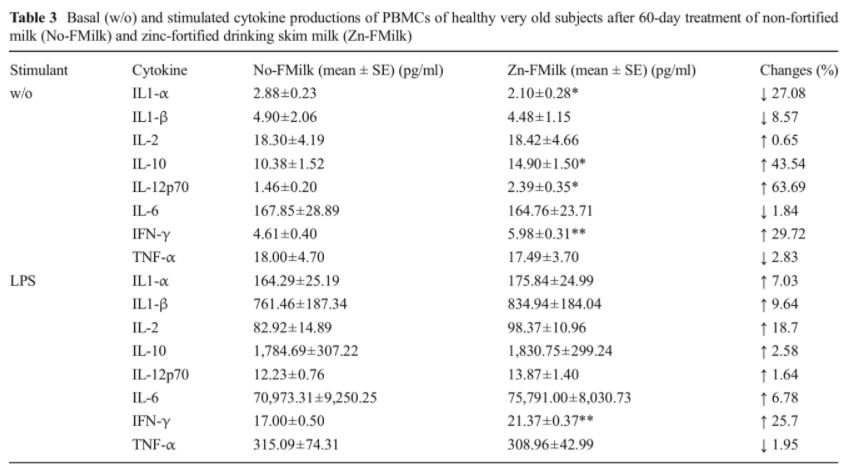 Table 3 Basal (w/o) and stimulated cytokine productions of PBMCs of healthy very old subjects after 60-day treatment of non-fortified
milk (No-FMilk) and zinc-fortified drinking skim milk (Zn-FMilk)
Stimulant Cytokine No-FMilk (mean ± SE) (pg/ml) Zn-FMilk (mean ± SE) (pg/ml) Changes (%)
w/o IL1-α 2.88±0.23 2.10±0.28* ↓ 27.08
IL1-β 4.90±2.06 4.48±1.15 ↓ 8.57
IL-2 18.30±4.19 18.42±4.66 ↑ 0.65
IL-10 10.38±1.52 14.90±1.50* ↑ 43.54
IL-12p70 1.46±0.20 2.39±0.35* ↑ 63.69
IL-6 167.85±28.89 164.76±23.71 ↓ 1.84
IFN-γ 4.61±0.40 5.98±0.31** ↑ 29.72
TNF-α 18.00±4.70 17.49±3.70 ↓ 2.83
LPS IL1-α 164.29±25.19 175.84±24.99 ↑ 7.03
IL1-β 761.46±187.34 834.94±184.04 ↑ 9.64
IL-2 82.92±14.89 98.37±10.96 ↑ 18.7
IL-10 1,784.69±307.22 1,830.75±299.24 ↑ 2.58
IL-12p70 12.23±0.76 13.87±1.40 ↑ 1.64
IL-6 70,973.31±9,250.25 75,791.00±8,030.73 ↑ 6.78
IFN-γ 17.00±0.50 21.37±0.37** ↑ 25.7
TNF-α 315.09±74.31 308.96±42.99 ↓ 1.95